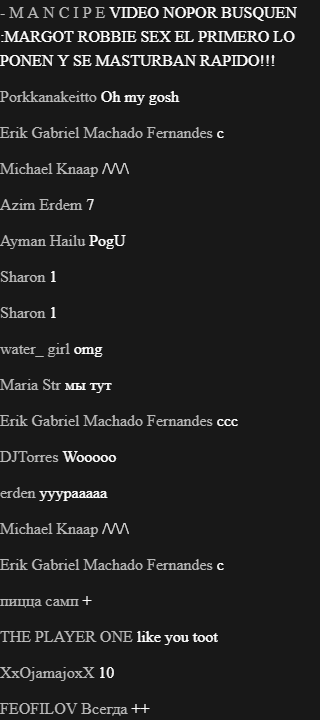 - M A N C I P E VIDEO NOPOR BUSQUEN
:MARGOT ROBBIE SEX EL PRIMERO LO
PONEN Y SE MASTURBAN RAPIDO!!!
Porkkanakeitto Oh my gosh
Erik Gabriel Machado Fernandes c
Michael Knaap /\/\/\
Azim Erdem 7
Ayman Hailu PogU
Sharon 1
Sharon 1
water_ girl omg
Maria Str мы тут
Erik Gabriel Machado Fernandes ccc
DJTorres Wooooo
erden yyypaaaaa
Michael Knaap /\/\/\
Erik Gabriel Machado Fernandes c
пицца самп +
THE PLAYER ONE like you toot
XxOjamajoxX 10
FEOFILOV Всегда ++